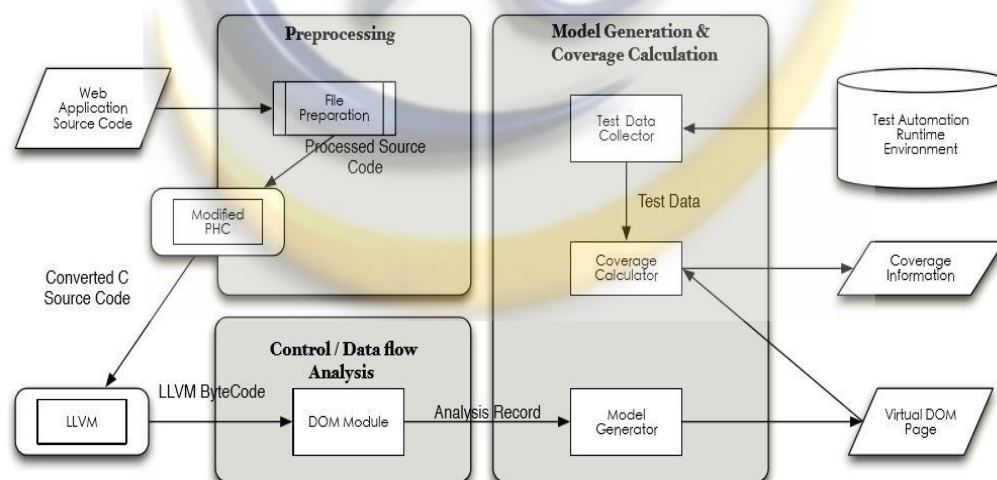 Preprocessing
Model Generation &
Coverage Calculation
Web
Application
Source Code
File
Preparation
Processed Source
Code
Test Data
Collector
Test Automation
Runtime
Environment
Modified
PHC
Test Data
Converted C
Source Code
Coverage
Calculator
Coverage
Information
Control / Data flow
Analysis
LLVM ByteCode
LLVM
DOM Module
Analysis Record
Model
Generator
Virtual DOM
Page